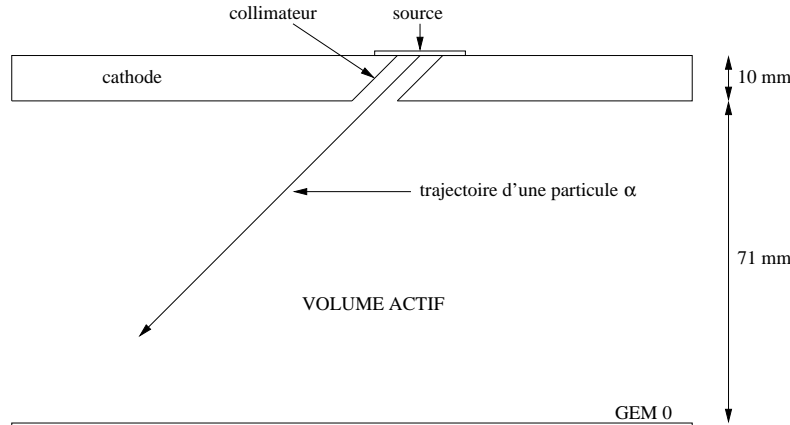 collimateur
source
cathode
10 mm
trajectoire d'une particule α
71 mm
VOLUME ACTIF
GEM 0